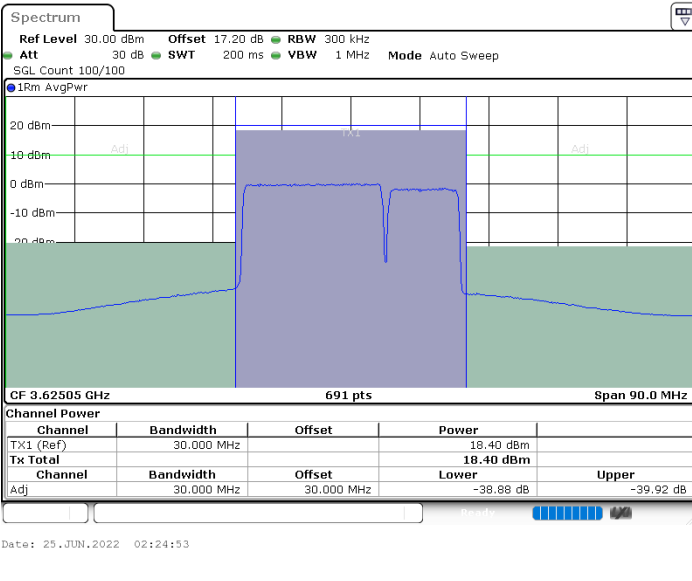 Spectrum
Ref Level 30.00 dBm Offset 17.20 dB RBW 300 kHz
Att 30 dB SWT 200 ms VBW 1 MHz Mode Auto Sweep
SGL Count 100/100
1Rm AvgPwr
20 dBm
TX1
Adj Adj
10 dBm
0 dBm
-10 dBm
-20 dBm
CF 3.62505 GHz 691 pts Span 90.0 MHz
Channel Power
Channel Bandwidth Offset Power
TX1 (Ref) 30.000 MHz 18.40 dBm
Tx Total 18.40 dBm
Channel Bandwidth Offset Lower Upper
Adj 30.000 MHz 30.000 MHz -38.88 dB -39.92 dB
Ready
Date: 25.JUN.2022 02:24:53